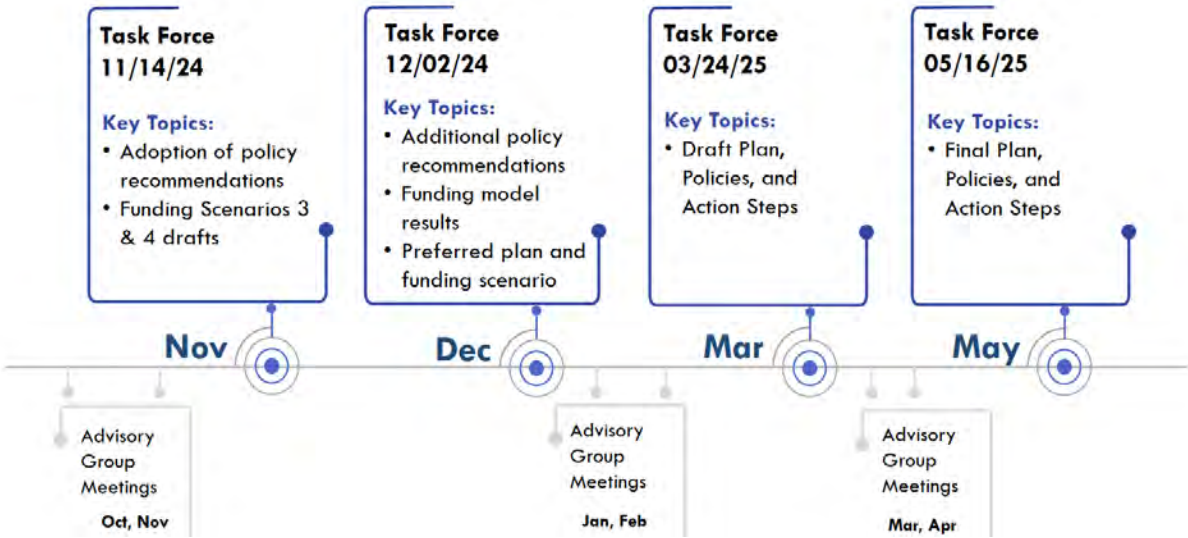 Task Force
11/14/24
Key Topics:
• Adoption of policy
recommendations
• Funding Scenarios 3
& 4 drafts
Task Force
12/02/24
Key Topics:
• Additional policy
recommendations
• Funding model
results
• Preferred plan and
funding scenario
Task Force
03/24/25
Key Topics:
• Draft Plan,
Policies, and
Action Steps
Task Force
05/16/25
Key Topics:
• Final Plan,
Policies, and
Action Steps
Nov
Dec
Mar
May
Advisory
Group
Meetings
Oct, Nov
Advisory
Group
Meetings
Jan, Feb
Advisory
Group
Meetings
Mar, Apr